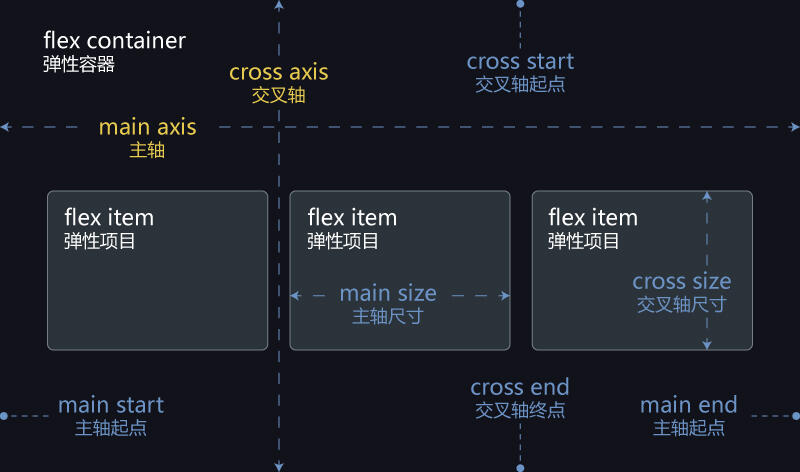 flex container
弹性容器
cross axis
交叉轴
cross start
交叉轴起点
main axis
主轴
flex item
弹性项目
flex item
弹性项目
flex item
弹性项目
main size
主轴尺寸
cross size
交叉轴尺寸
main start
主轴起点
cross end
交叉轴终点
main end
主轴起点